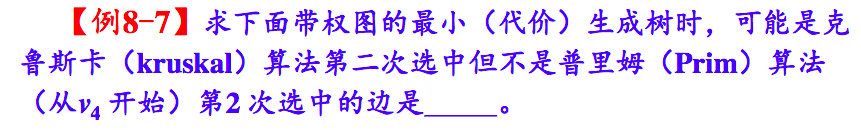 【例8-7】求下面带权图的最小（代价）生成树时，可能是克
鲁斯卡（kruskal）算法第二次选中但不是普里姆（Prim）算法
（从v₄开始）第2次选中的边是_____。